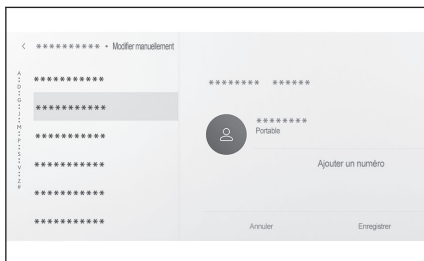 < ********** • Modifier manuellement
A
D
G
J
M
P
S
V
Z
#
***********
***********
***********
***********
***********
***********
******** ******
********
Portable
Ajouter un numéro
Annuler
Enregistrer